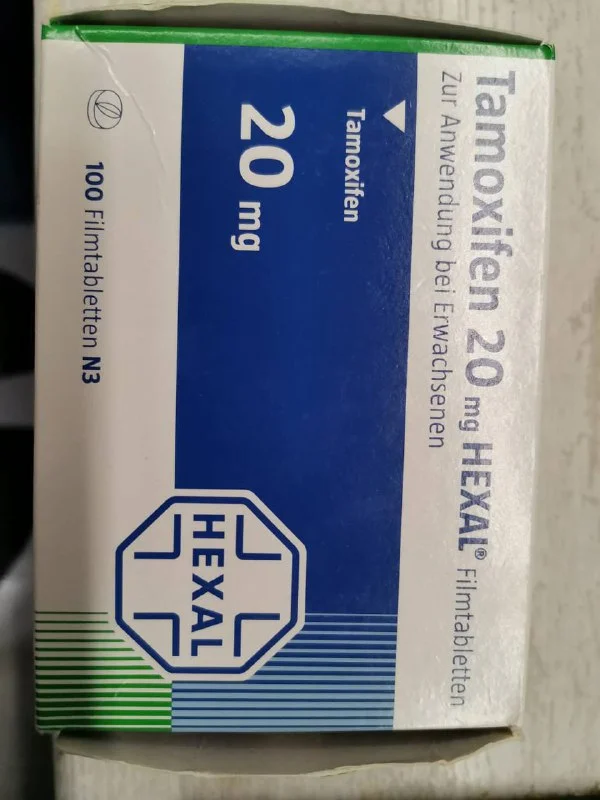 Tamoxifen 20 mg HEXAL® Filmtabletten
Zur Anwendung bei Erwachsenen
Tamoxifen
20 mg
100 Filmtabletten N3
HEXAL